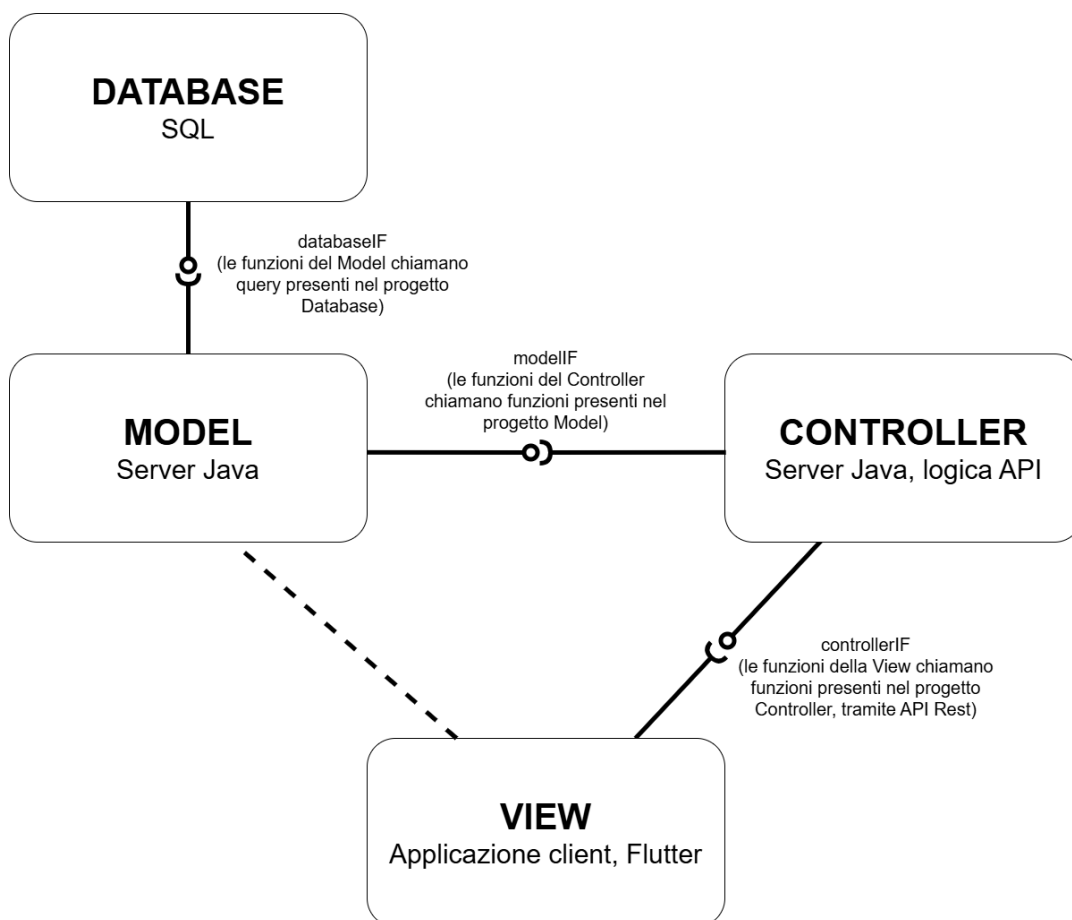 DATABASE
SQL
databaseIF
(le funzioni del Model chiamano
query presenti nel progetto
Database)
modelIF
(le funzioni del Controller
chiamano funzioni presenti nel
progetto Model)
MODEL
Server Java
CONTROLLER
Server Java, logica API
controllerIF
(le funzioni della View chiamano
funzioni presenti nel progetto
Controller, tramite API Rest)
VIEW
Applicazione client, Flutter